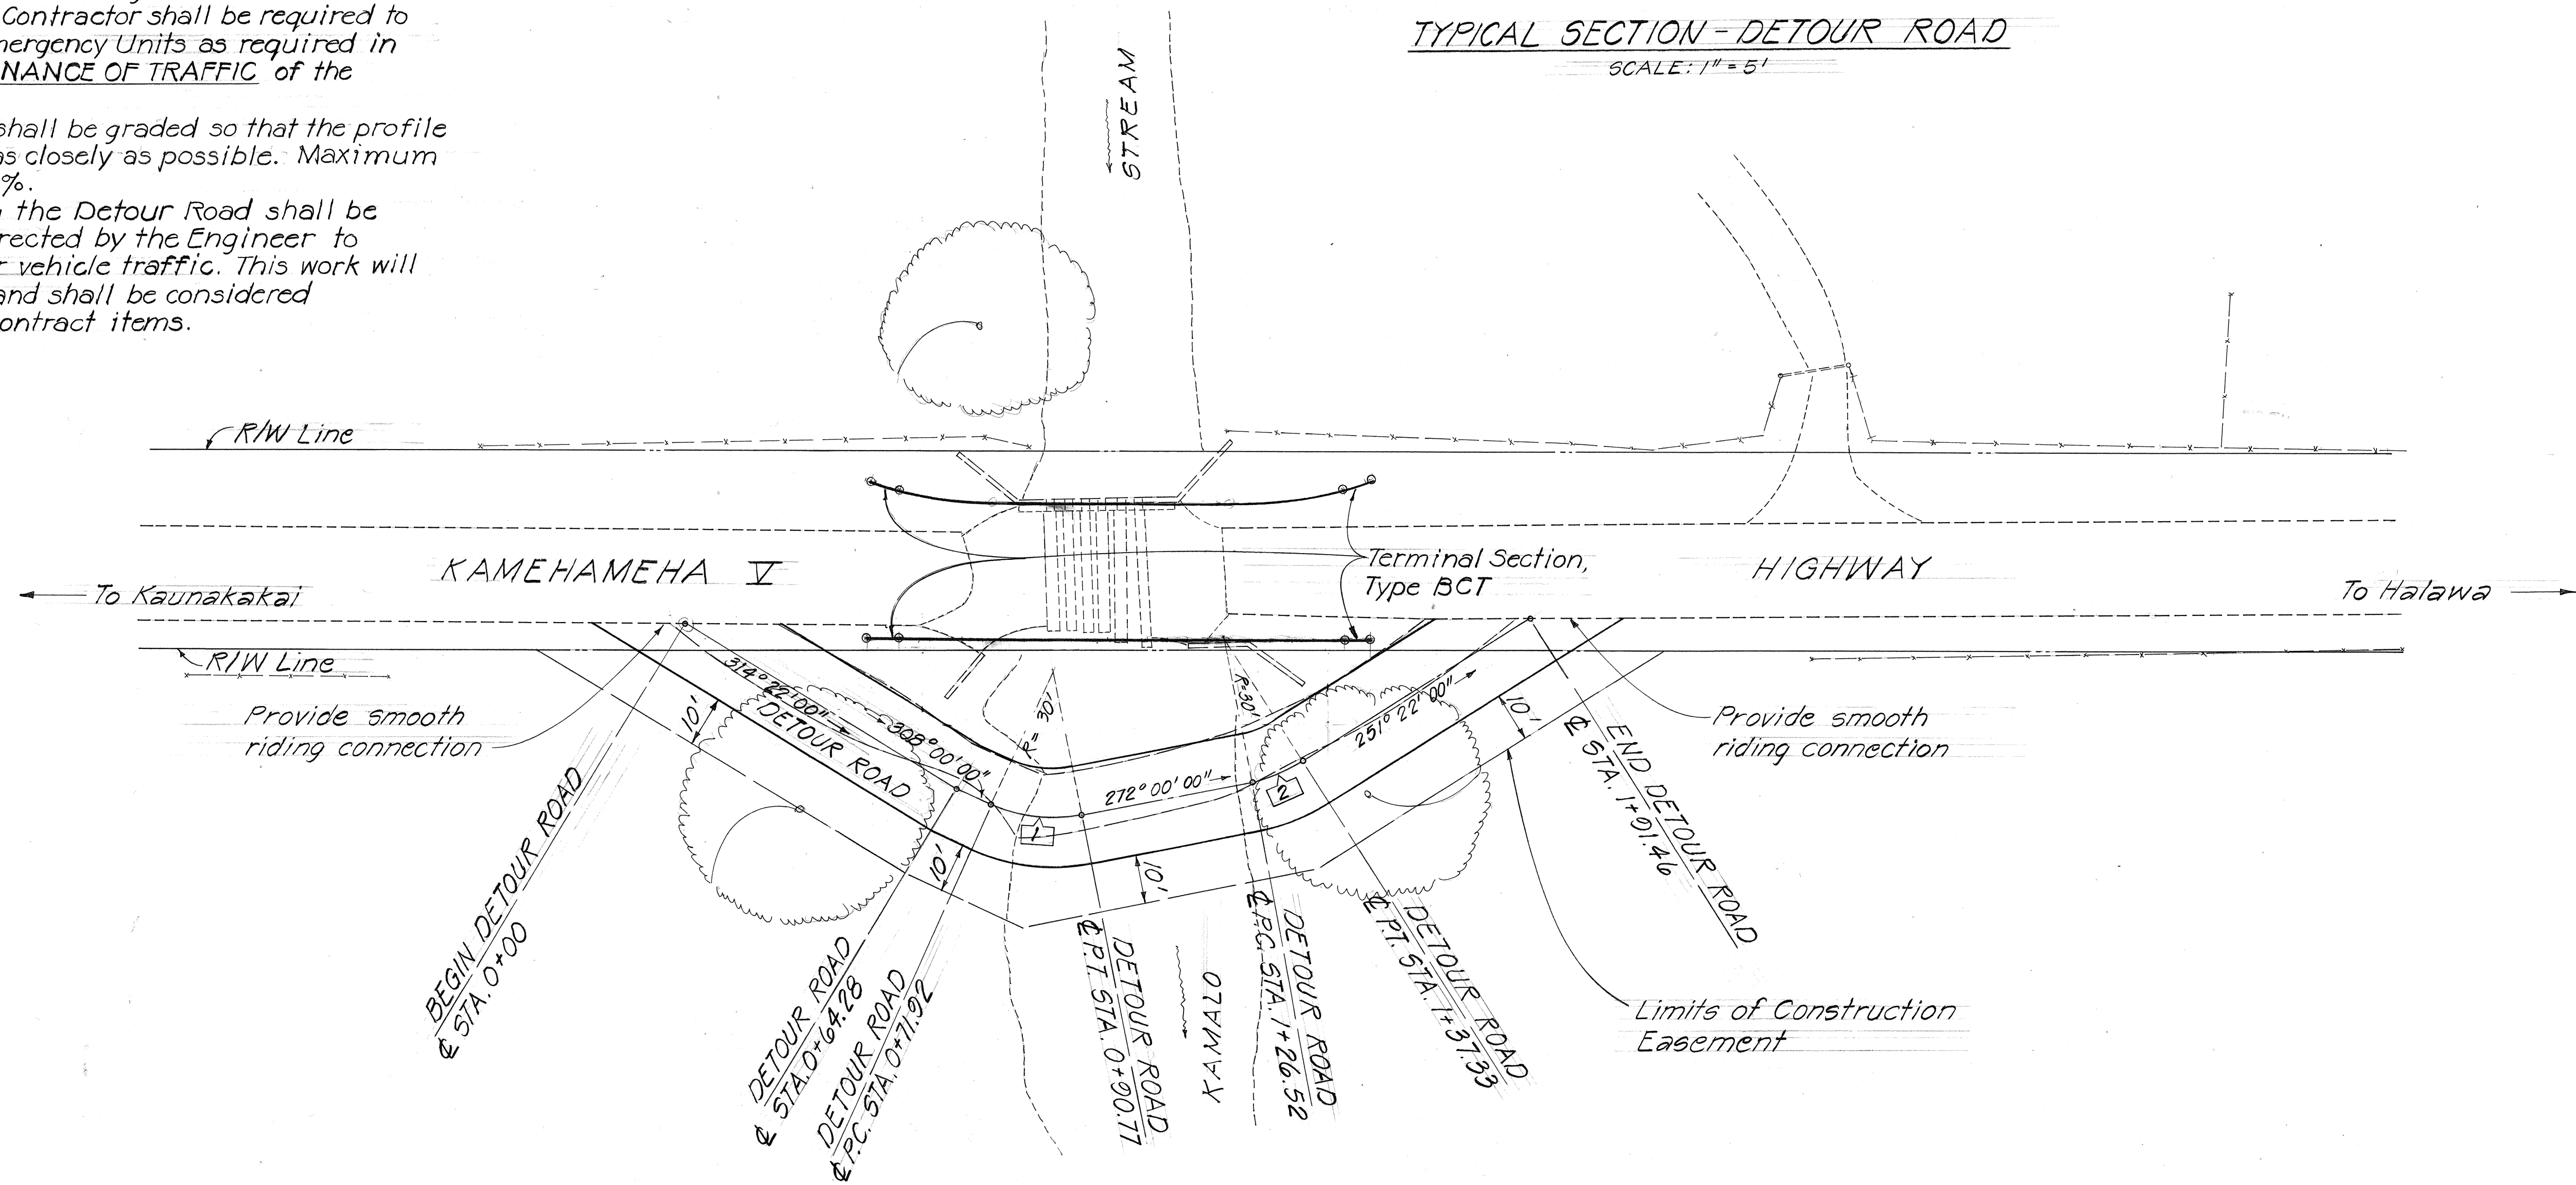 Contractor shall be required to
mergency Units as required in
NANCE OF TRAFFIC of the
shall be graded so that the profile
as closely as possible. Maximum
%.
the Detour Road shall be
rected by the Engineer to
vehicle traffic. This work will
and shall be considered
ontract items.
TYPICAL SECTION - DETOUR ROAD
SCALE: 1" = 5'
STREAM
R/W Line
KAMEHAMEHA V
HIGHWAY
Terminal Section,
Type BCT
To Kaunakakai
To Halawa
R/W Line
Provide smooth
riding connection
314°22'00"
DETOUR ROAD
308°00'00"
R=30'
272°00'00"
R=30'
251°22'00"
10'
10'
10'
10'
1
2
Provide smooth
riding connection
BEGIN DETOUR ROAD
℄ STA. 0+00
DETOUR ROAD
℄ STA. 0+64.28
DETOUR ROAD
℄ P.C. STA. 0+71.92
DETOUR ROAD
℄ P.T. STA. 0+90.77
KAMALO
DETOUR ROAD
℄ P.C. STA. 1+26.52
DETOUR ROAD
℄ P.T. STA. 1+37.33
END DETOUR ROAD
℄ STA. 1+91.46
Limits of Construction
Easement